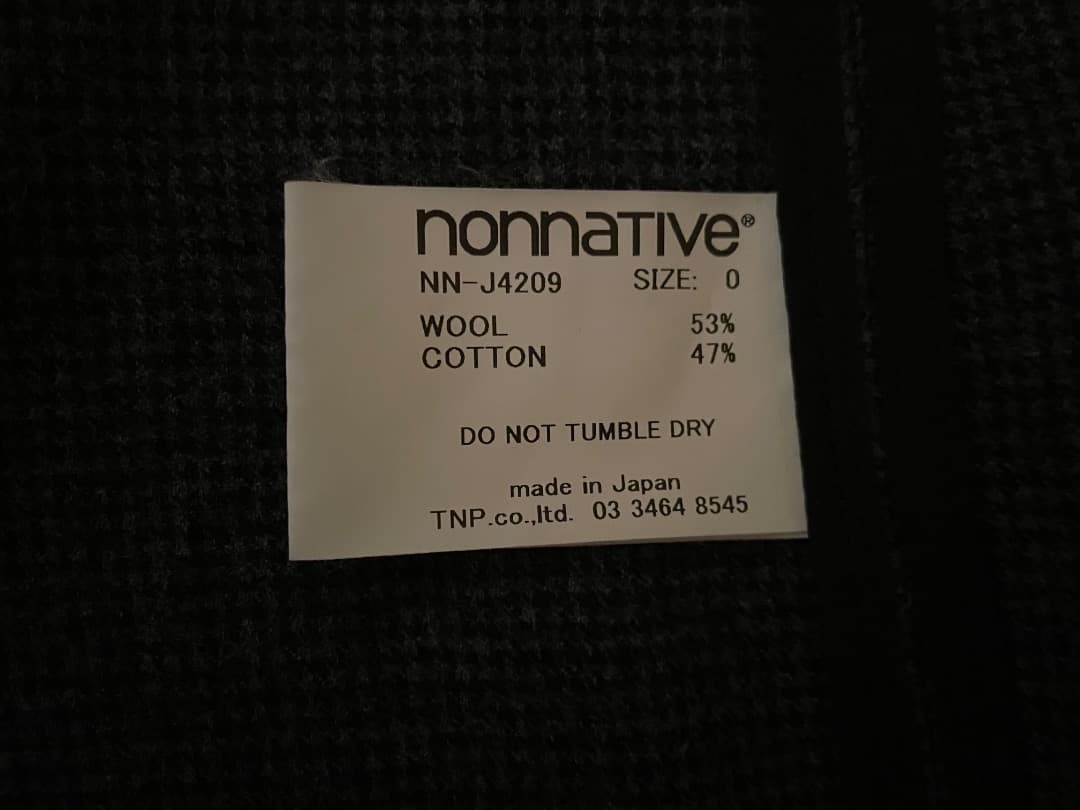 nonnaTIVe®
NN-J4209 SIZE: 0
WOOL 53%
COTTON 47%
DO NOT TUMBLE DRY
made in Japan
TNP.co.,ltd. 03 3464 8545